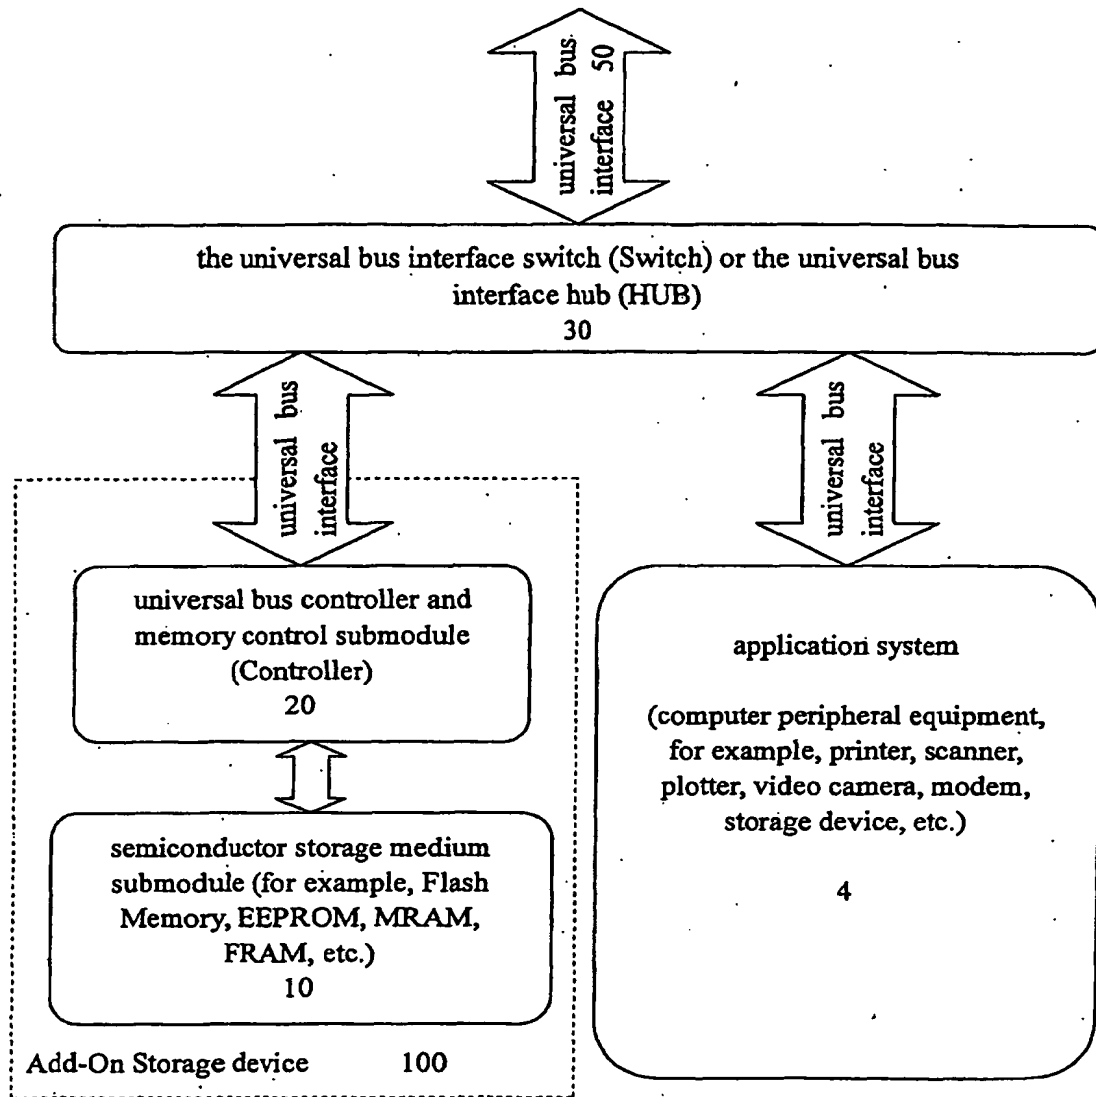 universal bus
interface 50
the universal bus interface switch (Switch) or the universal bus
interface hub (HUB)
30
universal bus
interface
universal bus
interface
universal bus controller and
memory control submodule
(Controller)
20
semiconductor storage medium
submodule (for example, Flash
Memory, EEPROM, MRAM,
FRAM, etc.)
10
Add-On Storage device 100
application system
(computer peripheral equipment,
for example, printer, scanner,
plotter, video camera, modem,
storage device, etc.)
4